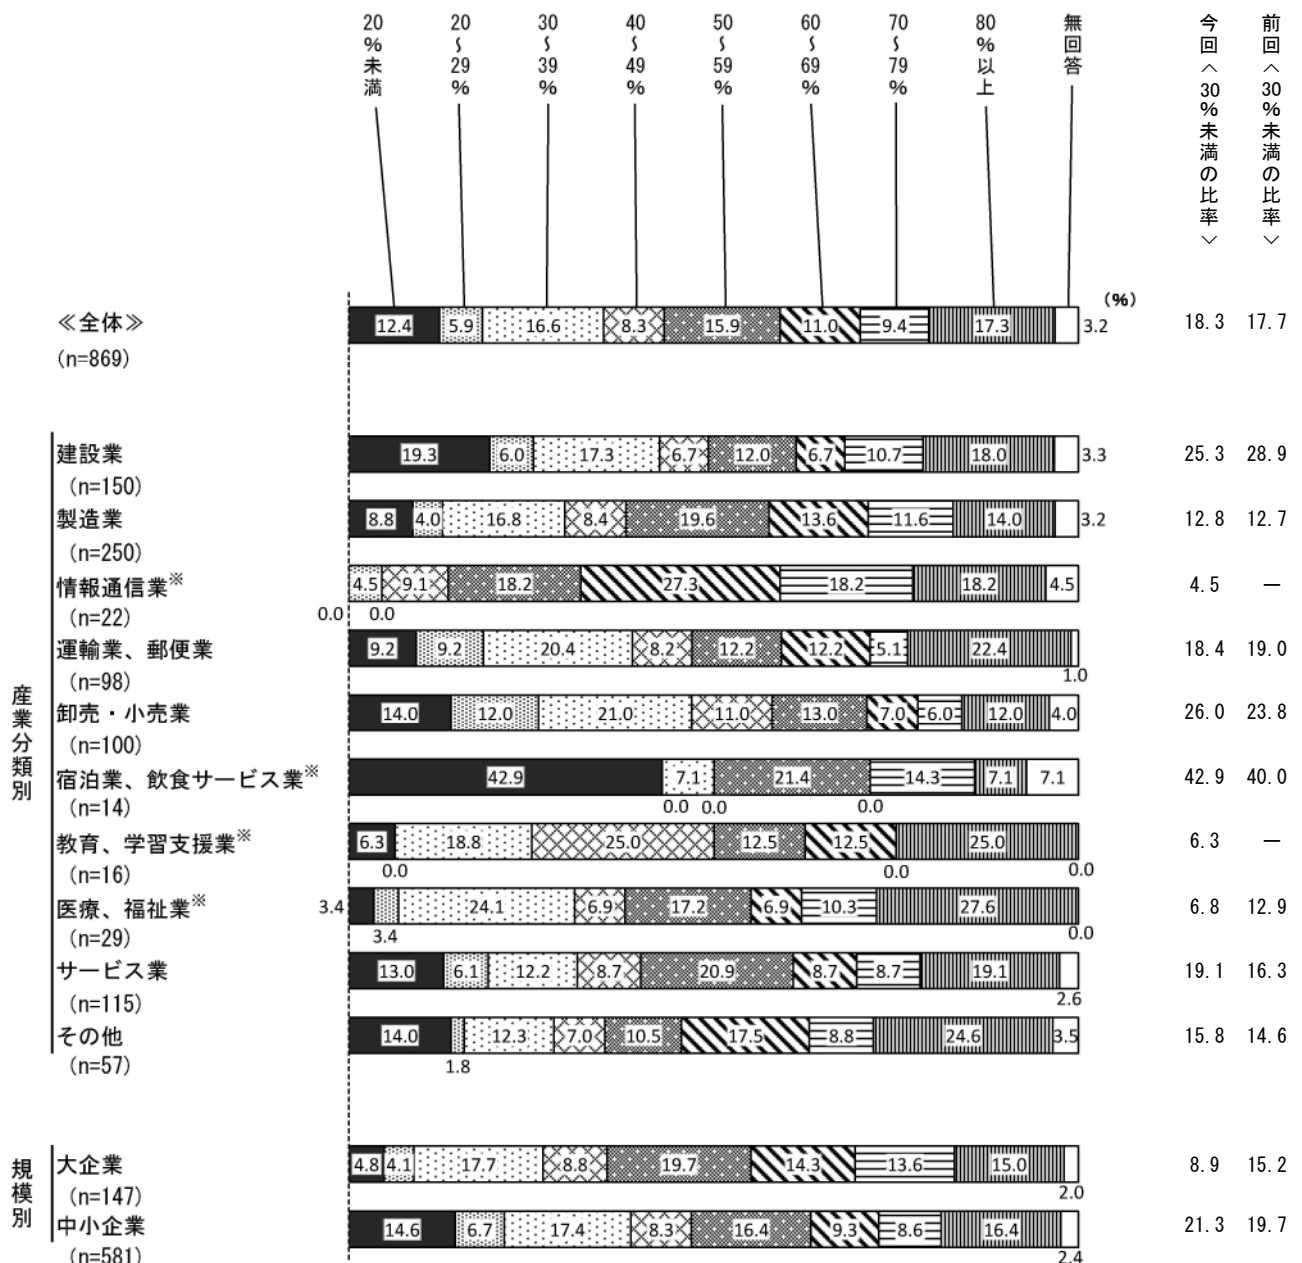 20%未満 20〜29% 30〜39% 40〜49% 50〜59% 60〜69% 70〜79% 80%以上 無回答 今回〈30%未満の比率〉 前回〈30%未満の比率〉
(%)
≪全体≫ 12.4 5.9 16.6 8.3 15.9 11.0 9.4 17.3 3.2 18.3 17.7
(n=869)
産業分類別
建設業 19.3 6.0 17.3 6.7 12.0 6.7 10.7 18.0 3.3 25.3 28.9
(n=150)
製造業 8.8 4.0 16.8 8.4 19.6 13.6 11.6 14.0 3.2 12.8 12.7
(n=250)
情報通信業※ 4.5 9.1 18.2 27.3 18.2 18.2 4.5 4.5 —
(n=22) 0.0 0.0
運輸業、郵便業 9.2 9.2 20.4 8.2 12.2 12.2 5.1 22.4 18.4 19.0
(n=98) 1.0
卸売・小売業 14.0 12.0 21.0 11.0 13.0 7.0 6.0 12.0 4.0 26.0 23.8
(n=100)
宿泊業、飲食サービス業※ 42.9 7.1 21.4 14.3 7.1 7.1 42.9 40.0
(n=14) 0.0 0.0 0.0
教育、学習支援業※ 6.3 18.8 25.0 12.5 12.5 25.0 6.3 —
(n=16) 0.0 0.0 0.0
医療、福祉業※ 3.4 24.1 6.9 17.2 6.9 10.3 27.6 6.8 12.9
(n=29) 3.4 0.0
サービス業 13.0 6.1 12.2 8.7 20.9 8.7 8.7 19.1 19.1 16.3
(n=115) 2.6
その他 14.0 12.3 7.0 10.5 17.5 8.8 24.6 3.5 15.8 14.6
(n=57) 1.8
規模別
大企業 4.8 4.1 17.7 8.8 19.7 14.3 13.6 15.0 8.9 15.2
(n=147) 2.0
中小企業 14.6 6.7 17.4 8.3 16.4 9.3 8.6 16.4 21.3 19.7
(n=581) 2.4